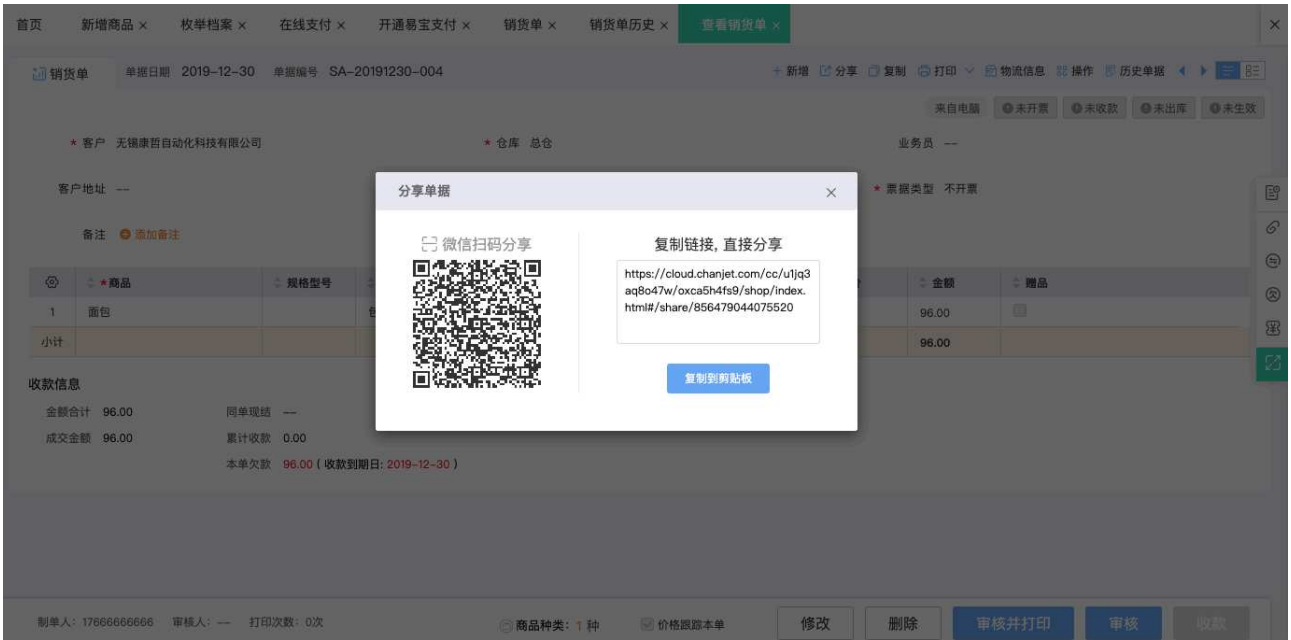 首页 新增商品 × 枚举档案 × 在线支付 × 开通易宝支付 × 销货单 × 销货单历史 × 查看销货单 ×
销货单 单据日期 2019-12-30 单据编号 SA-20191230-004 新增 分享 复制 打印 物流信息 操作 历史单据
来自电脑 未开票 未收款 未出库 未生效
* 客户 无锡康哲自动化科技有限公司 * 仓库 总仓 业务员 --
客户地址 -- * 票据类型 不开票
备注 添加备注
分享单据 ×
微信扫码分享 复制链接, 直接分享
https://cloud.chanjet.com/cc/u1jq3
aq8o47w/oxca5h4fs9/shop/index.
html#/share/856479044075520
复制到剪贴板
*商品 规格型号 金额 赠品
1 面包 96.00
小计 96.00
收款信息
金额合计 96.00 同单现结 --
成交金额 96.00 累计收款 0.00
本单欠款 96.00 ( 收款到期日: 2019-12-30 )
制单人: 17666666666 审核人: -- 打印次数: 0次 商品种类: 1 种 价格跟踪本单 修改 删除 审核并打印 审核 收款